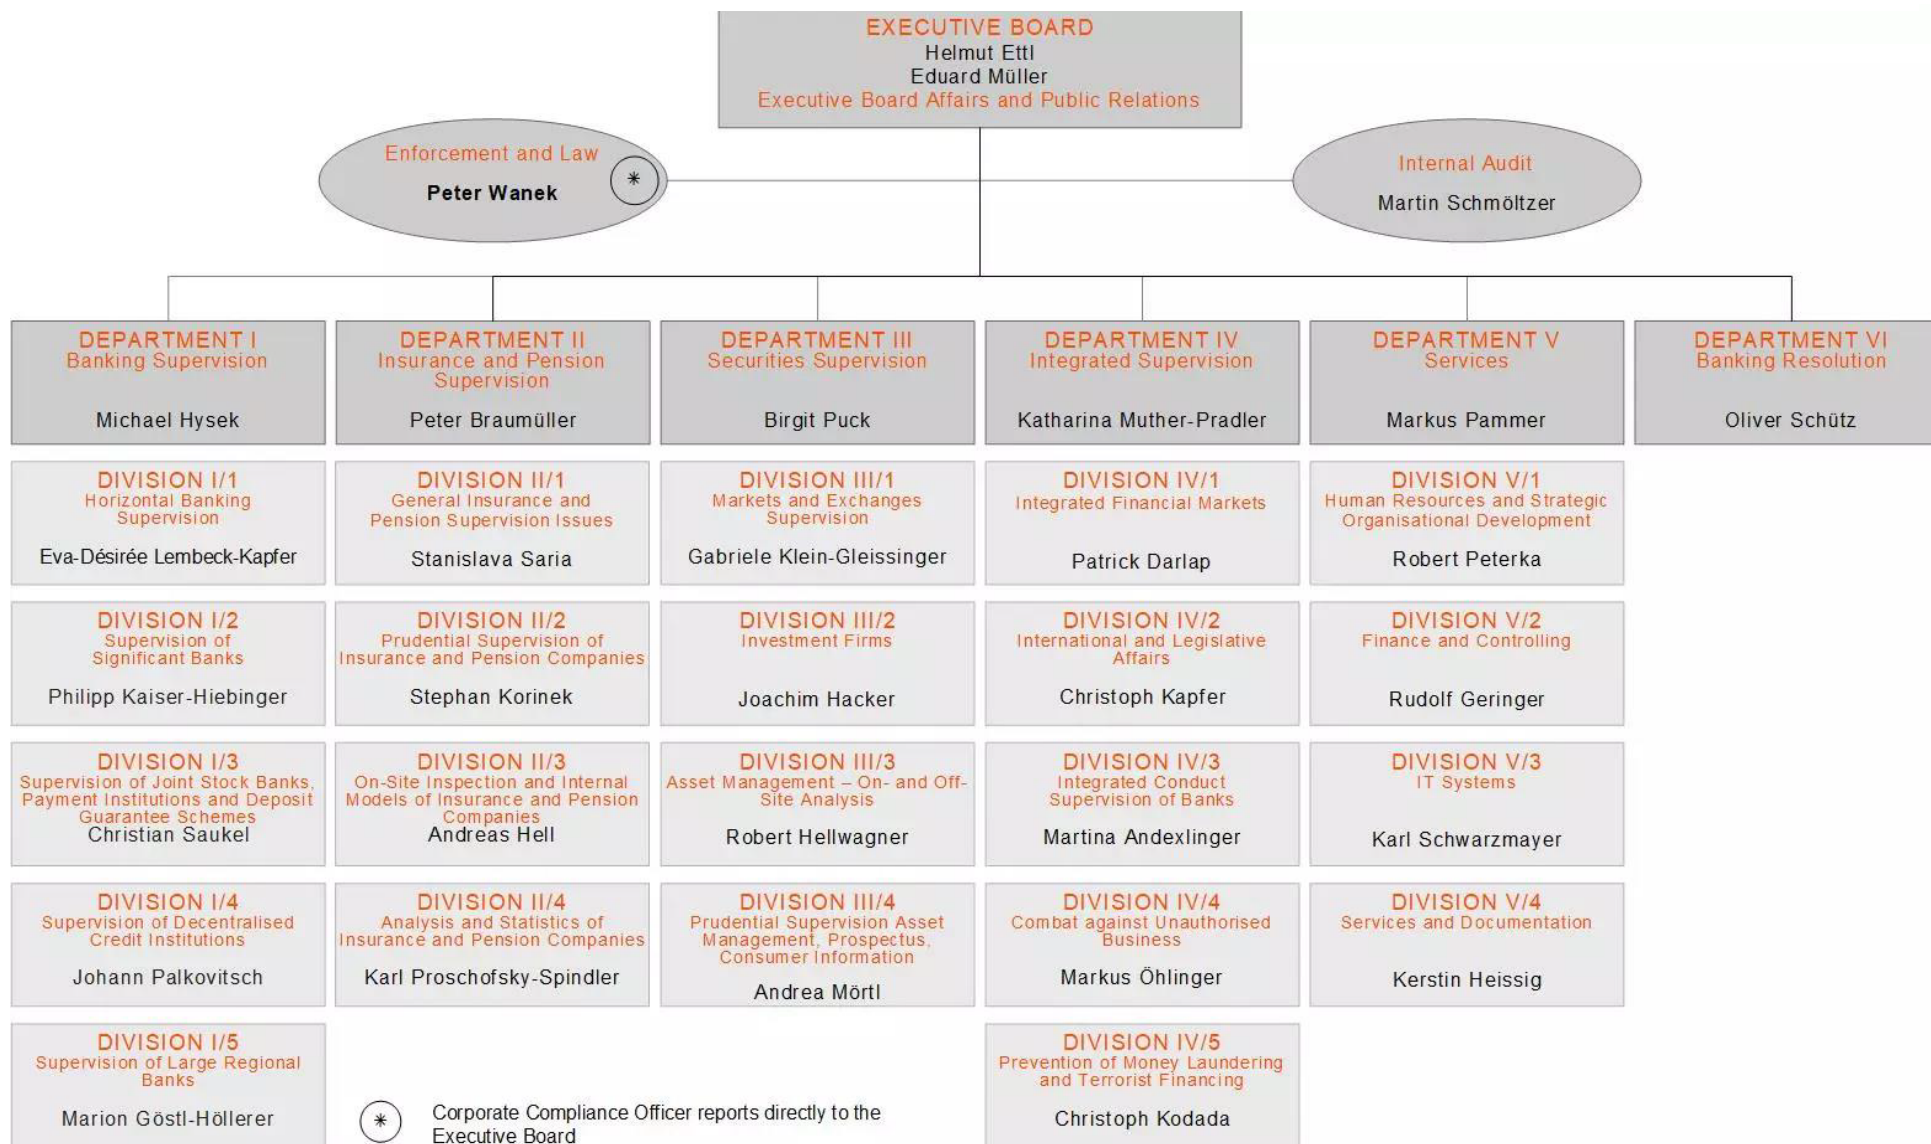 EXECUTIVE BOARD
Helmut Ettl
Eduard Müller
Executive Board Affairs and Public Relations
Enforcement and Law
Peter Wanek
*
Internal Audit
Martin Schmöltzer
DEPARTMENT I
Banking Supervision
Michael Hysek
DEPARTMENT II
Insurance and Pension
Supervision
Peter Braumüller
DEPARTMENT III
Securities Supervision
Birgit Puck
DEPARTMENT IV
Integrated Supervision
Katharina Muther-Pradler
DEPARTMENT V
Services
Markus Pammer
DEPARTMENT VI
Banking Resolution
Oliver Schütz
DIVISION I/1
Horizontal Banking
Supervision
Eva-Désirée Lembeck-Kapfer
DIVISION II/1
General Insurance and
Pension Supervision Issues
Stanislava Saria
DIVISION III/1
Markets and Exchanges
Supervision
Gabriele Klein-Gleissinger
DIVISION IV/1
Integrated Financial Markets
Patrick Darlap
DIVISION V/1
Human Resources and Strategic
Organisational Development
Robert Peterka
DIVISION I/2
Supervision of
Significant Banks
Philipp Kaiser-Hiebinger
DIVISION II/2
Prudential Supervision of
Insurance and Pension Companies
Stephan Korinek
DIVISION III/2
Investment Firms
Joachim Hacker
DIVISION IV/2
International and Legislative
Affairs
Christoph Kapfer
DIVISION V/2
Finance and Controlling
Rudolf Geringer
DIVISION I/3
Supervision of Joint Stock Banks,
Payment Institutions and Deposit
Guarantee Schemes
Christian Saukel
DIVISION II/3
On-Site Inspection and Internal
Models of Insurance and Pension
Companies
Andreas Hell
DIVISION III/3
Asset Management – On- and Off-
Site Analysis
Robert Hellwagner
DIVISION IV/3
Integrated Conduct
Supervision of Banks
Martina Andexlinger
DIVISION V/3
IT Systems
Karl Schwarzmayer
DIVISION I/4
Supervision of Decentralised
Credit Institutions
Johann Palkovitsch
DIVISION II/4
Analysis and Statistics of
Insurance and Pension Companies
Karl Proschofsky-Spindler
DIVISION III/4
Prudential Supervision Asset
Management, Prospectus,
Consumer Information
Andrea Mörtl
DIVISION IV/4
Combat against Unauthorised
Business
Markus Öhlinger
DIVISION V/4
Services and Documentation
Kerstin Heissig
DIVISION I/5
Supervision of Large Regional
Banks
Marion Göstl-Höllerer
DIVISION IV/5
Prevention of Money Laundering
and Terrorist Financing
Christoph Kodada
* Corporate Compliance Officer reports directly to the
Executive Board